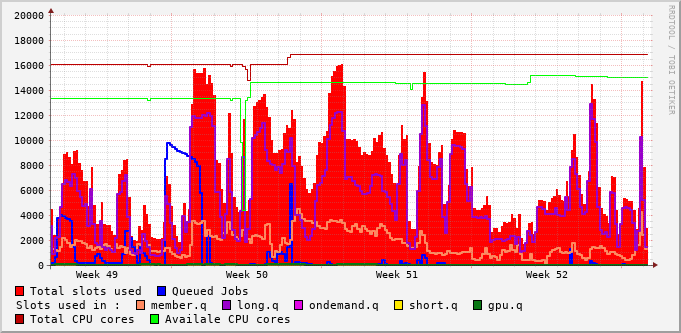 20000
18000
16000
14000
12000
10000
8000
6000
4000
2000
0
Week 49 Week 50 Week 51 Week 52
RRDTOOL / TOBI OETIKER
Total slots used Queued Jobs
Slots used in : member.q long.q ondemand.q short.q gpu.q
Total CPU cores Availale CPU cores